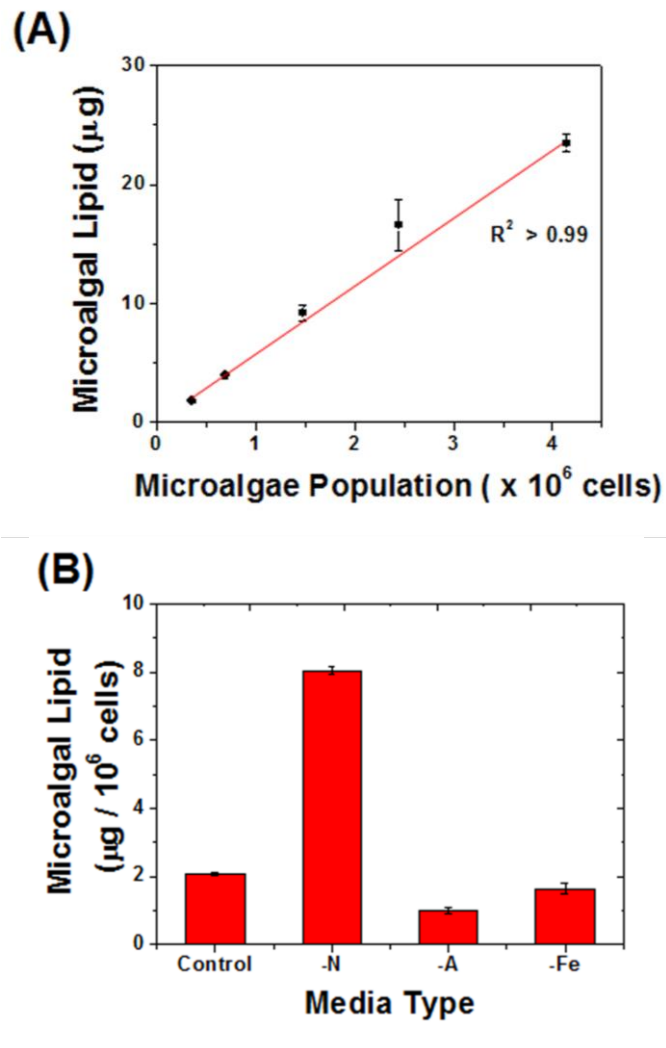 (A)
Microalgal Lipid (μg)
30
20
10
0
R² > 0.99
0 1 2 3 4
Microalgae Population ( x 10⁶ cells)
(B)
Microalgal Lipid
(μg / 10⁶ cells)
10
8
6
4
2
0
Control -N -A -Fe
Media Type